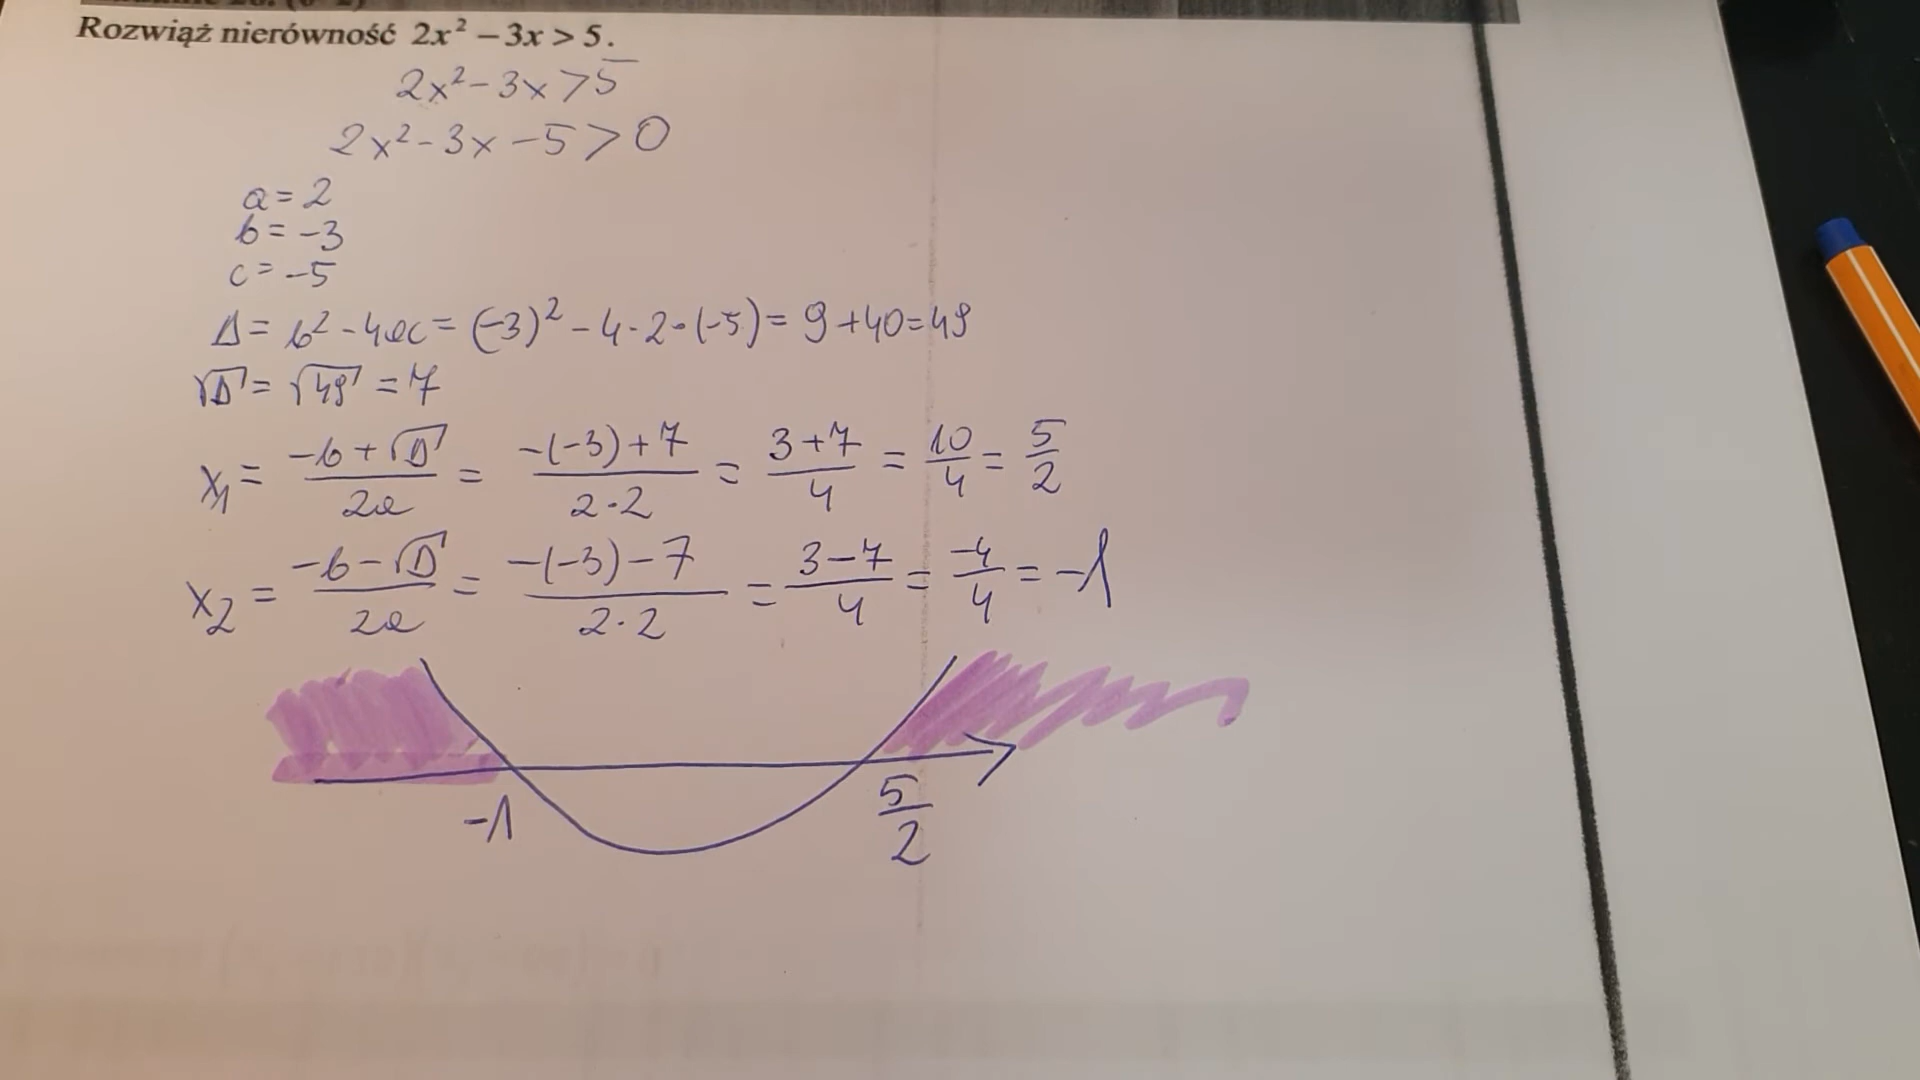 Rozwiąż nierówność 2x² – 3x > 5.
2x² - 3x > 5
2x² - 3x - 5 > 0
a = 2
b = -3
c = -5
Δ = b² - 4ac = (-3)² - 4·2·(-5) = 9 + 40 = 49
√Δ = √49 = 7
x₁ = (-b + √Δ)/(2a) = (-(-3) + 7)/(2·2) = (3 + 7)/4 = 10/4 = 5/2
x₂ = (-b - √Δ)/(2a) = (-(-3) - 7)/(2·2) = (3 - 7)/4 = -4/4 = -1
-1 5/2